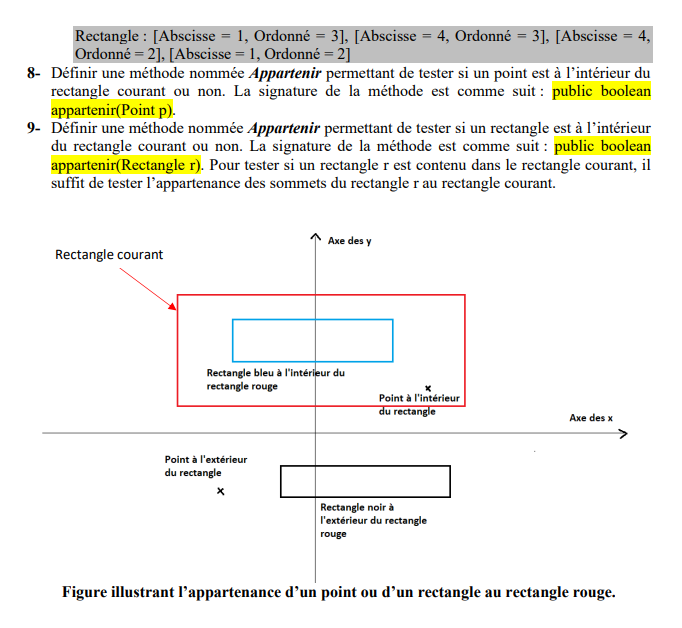 Rectangle : [Abscisse = 1, Ordonné = 3], [Abscisse = 4, Ordonné = 3], [Abscisse = 4,
Ordonné = 2], [Abscisse = 1, Ordonné = 2]
8- Définir une méthode nommée Appartenir permettant de tester si un point est à l’intérieur du
rectangle courant ou non. La signature de la méthode est comme suit : public boolean
appartenir(Point p).
9- Définir une méthode nommée Appartenir permettant de tester si un rectangle est à l’intérieur
du rectangle courant ou non. La signature de la méthode est comme suit : public boolean
appartenir(Rectangle r). Pour tester si un rectangle r est contenu dans le rectangle courant, il
suffit de tester l’appartenance des sommets du rectangle r au rectangle courant.
Axe des y
Rectangle courant
Rectangle bleu à l'intérieur du
rectangle rouge
Point à l'intérieur
du rectangle
Axe des x
Point à l'extérieur
du rectangle
Rectangle noir à
l'extérieur du rectangle
rouge
Figure illustrant l’appartenance d’un point ou d’un rectangle au rectangle rouge.